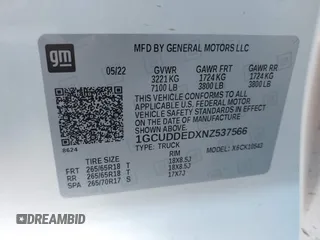 gm
MFD BY GENERAL MOTORS LLC
05/22 GVWR GAWR FRT GAWR RR
3221 KG 1724 KG 1724 KG
7100 LB 3800 LB 3800 LB
THIS VEHICLE CONFORMS TO ALL APPLICABLE
U.S. FEDERAL MOTOR VEHICLE SAFETY
STANDARDS IN EFFECT ON THE DATE OF
MANUFACTURE SHOWN ABOVE.
1GCUDDEDXNZ537566
8624 TYPE: TRUCK
RIM
FRT 265/65R18 T 18X8.5J
RR 265/65R18 T 18X8.5J
SPA 265/70R17 S 17X7J
DREAMBID